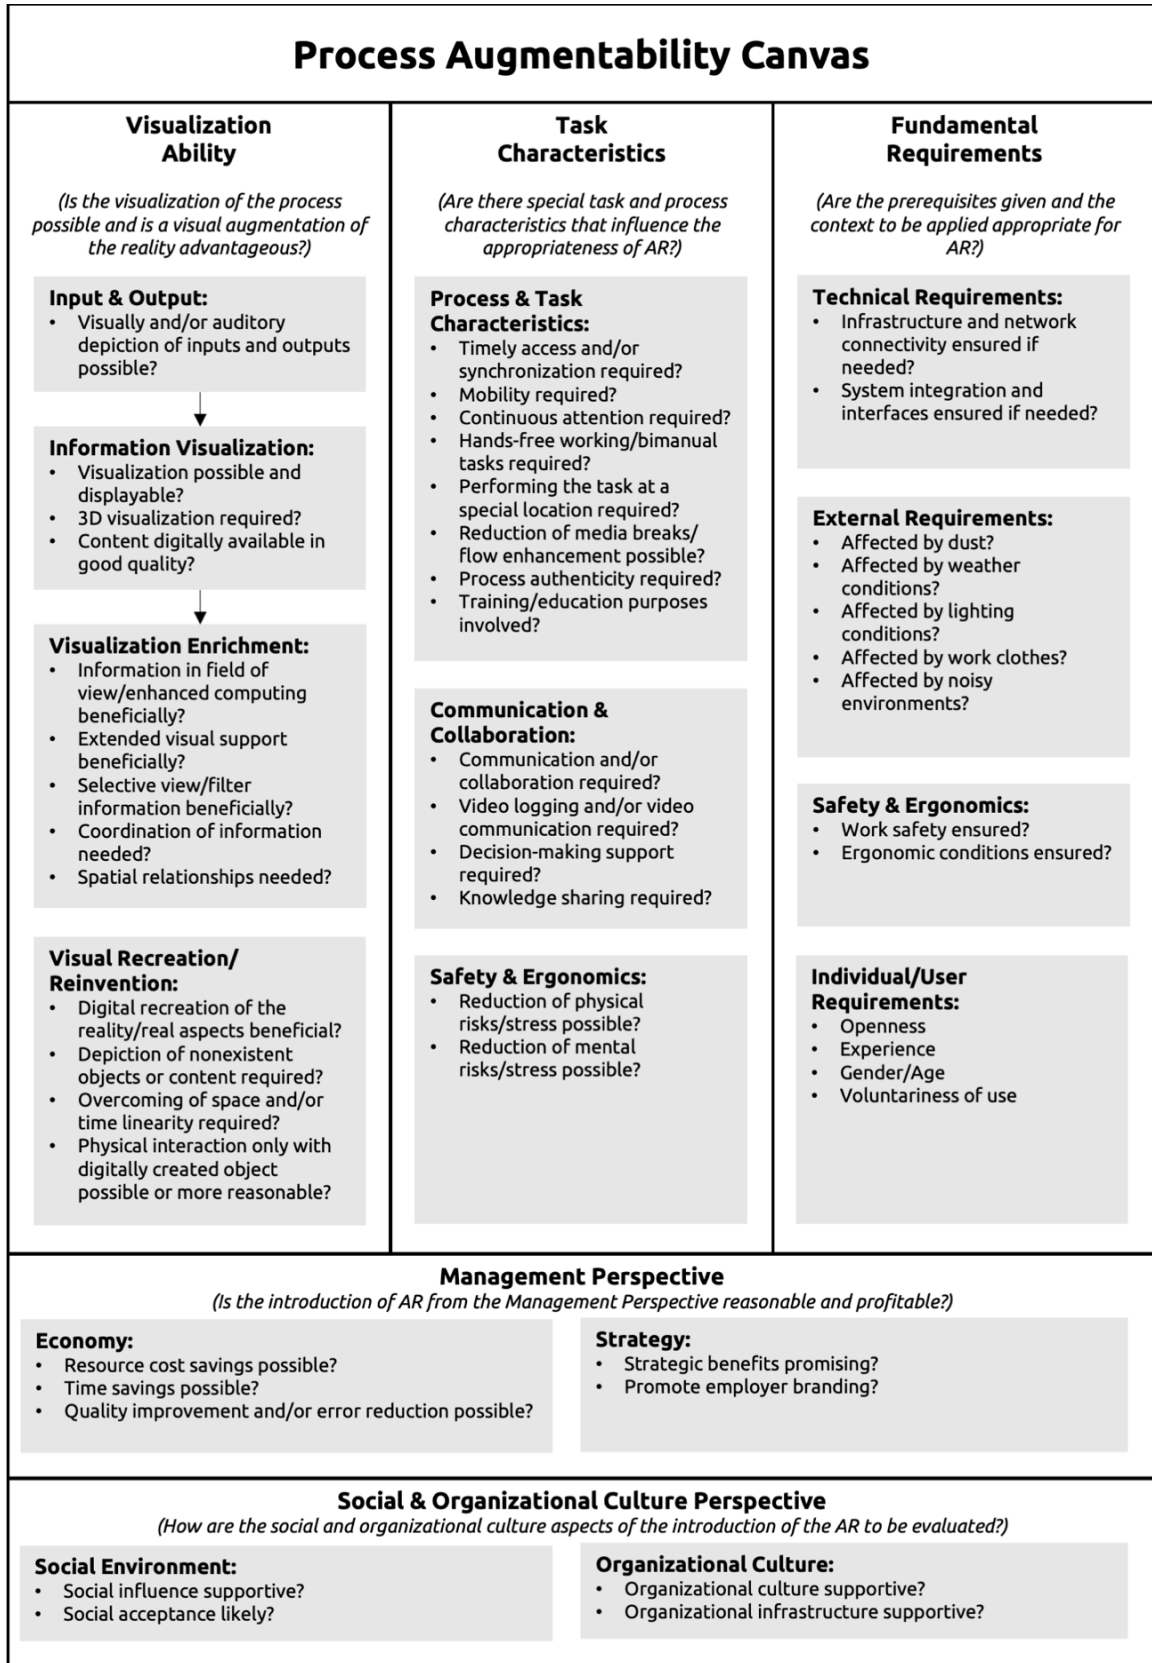 Process Augmentability Canvas
Visualization
Ability
(Is the visualization of the process
possible and is a visual augmentation of
the reality advantageous?)
Input & Output:
• Visually and/or auditory
depiction of inputs and outputs
possible?
Information Visualization:
• Visualization possible and
displayable?
• 3D visualization required?
• Content digitally available in
good quality?
Visualization Enrichment:
• Information in field of
view/enhanced computing
beneficially?
• Extended visual support
beneficially?
• Selective view/filter
information beneficially?
• Coordination of information
needed?
• Spatial relationships needed?
Visual Recreation/
Reinvention:
• Digital recreation of the
reality/real aspects beneficial?
• Depiction of nonexistent
objects or content required?
• Overcoming of space and/or
time linearity required?
• Physical interaction only with
digitally created object
possible or more reasonable?
Task
Characteristics
(Are there special task and process
characteristics that influence the
appropriateness of AR?)
Process & Task
Characteristics:
• Timely access and/or
synchronization required?
• Mobility required?
• Continuous attention required?
• Hands-free working/bimanual
tasks required?
• Performing the task at a
special location required?
• Reduction of media breaks/
flow enhancement possible?
• Process authenticity required?
• Training/education purposes
involved?
Communication &
Collaboration:
• Communication and/or
collaboration required?
• Video logging and/or video
communication required?
• Decision-making support
required?
• Knowledge sharing required?
Safety & Ergonomics:
• Reduction of physical
risks/stress possible?
• Reduction of mental
risks/stress possible?
Fundamental
Requirements
(Are the prerequisites given and the
context to be applied appropriate for
AR?)
Technical Requirements:
• Infrastructure and network
connectivity ensured if
needed?
• System integration and
interfaces ensured if needed?
External Requirements:
• Affected by dust?
• Affected by weather
conditions?
• Affected by lighting
conditions?
• Affected by work clothes?
• Affected by noisy
environments?
Safety & Ergonomics:
• Work safety ensured?
• Ergonomic conditions ensured?
Individual/User
Requirements:
• Openness
• Experience
• Gender/Age
• Voluntariness of use
Management Perspective
(Is the introduction of AR from the Management Perspective reasonable and profitable?)
Economy:
• Resource cost savings possible?
• Time savings possible?
• Quality improvement and/or error reduction possible?
Strategy:
• Strategic benefits promising?
• Promote employer branding?
Social & Organizational Culture Perspective
(How are the social and organizational culture aspects of the introduction of the AR to be evaluated?)
Social Environment:
• Social influence supportive?
• Social acceptance likely?
Organizational Culture:
• Organizational culture supportive?
• Organizational infrastructure supportive?